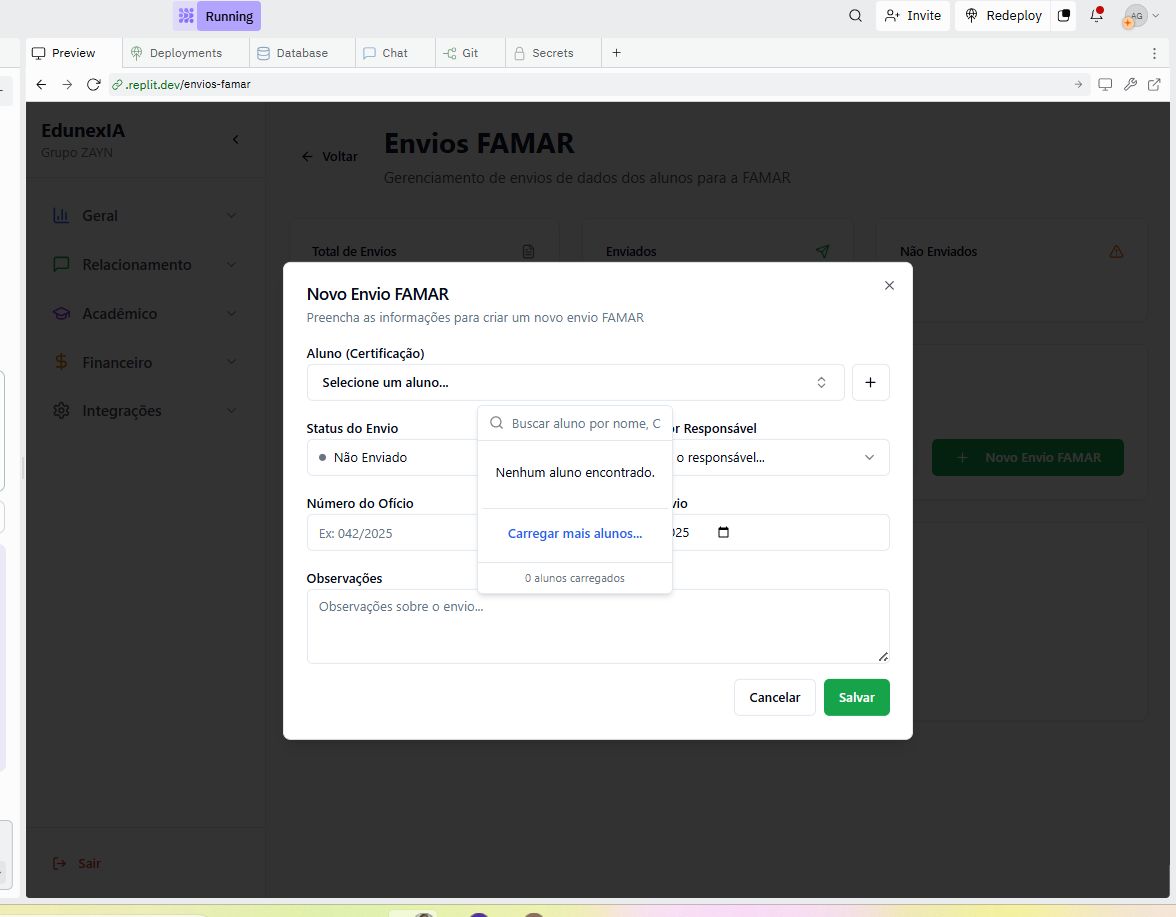 Running
Invite
Redeploy
AG
Preview
Deployments
Database
Chat
Git
Secrets
.replit.dev/envios-famar
EdunexIA
Grupo ZAYN
Voltar
Envios FAMAR
Gerenciamento de envios de dados dos alunos para a FAMAR
Geral
Relacionamento
Acadêmico
Financeiro
Integrações
Sair
Total de Envios
Enviados
Não Enviados
Novo Envio FAMAR
Novo Envio FAMAR
Preencha as informações para criar um novo envio FAMAR
Aluno (Certificação)
Selecione um aluno...
Buscar aluno por nome, C
Nenhum aluno encontrado.
Carregar mais alunos...
0 alunos carregados
Status do Envio
Não Enviado
or Responsável
o responsável...
Número do Ofício
Ex: 042/2025
vio
025
Observações
Observações sobre o envio...
Cancelar
Salvar